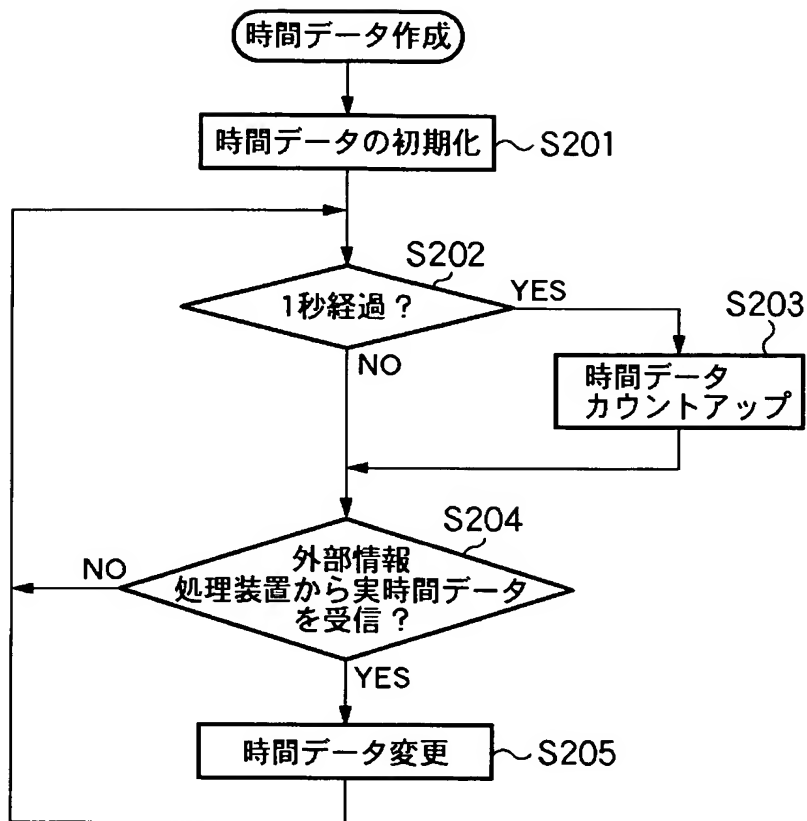 時間データ作成
時間データの初期化
S201
S202
1秒経過?
YES
NO
S203
時間データ
カウントアップ
S204
外部情報
処理装置から実時間データ
を受信?
NO
YES
時間データ変更
S205